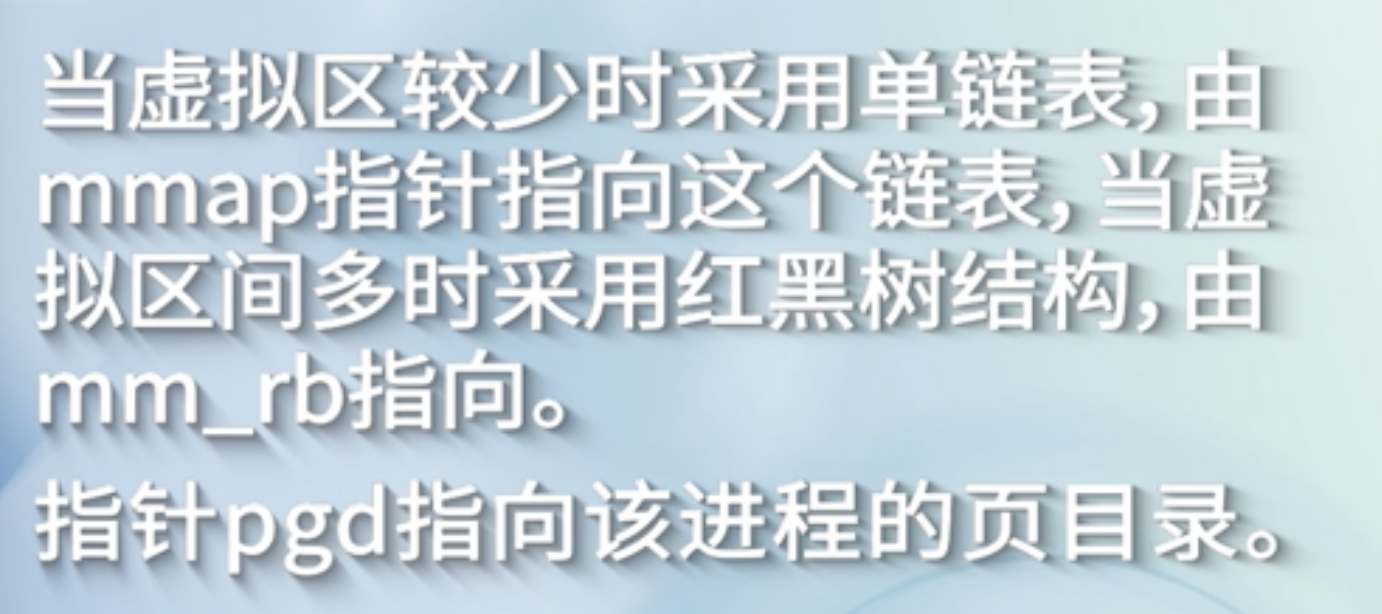 当虚拟区较少时采用单链表，由
mmap指针指向这个链表，当虚
拟区间多时采用红黑树结构，由
mm_rb指向。
指针pgd指向该进程的页目录。